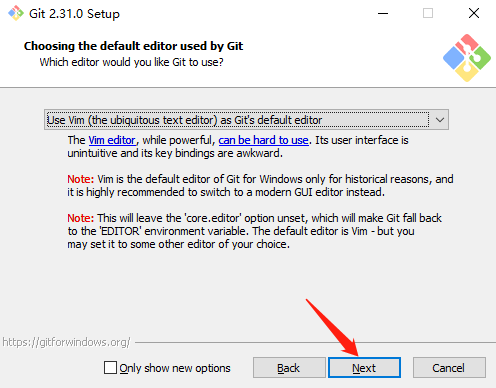 Git 2.31.0 Setup
Choosing the default editor used by Git
Which editor would you like Git to use?
Use Vim (the ubiquitous text editor) as Git's default editor
The Vim editor, while powerful, can be hard to use. Its user interface is
unintuitive and its key bindings are awkward.
Note: Vim is the default editor of Git for Windows only for historical reasons, and
it is highly recommended to switch to a modern GUI editor instead.
Note: This will leave the 'core.editor' option unset, which will make Git fall back
to the 'EDITOR' environment variable. The default editor is Vim - but you
may set it to some other editor of your choice.
https://gitforwindows.org/
Only show new options Back Next Cancel